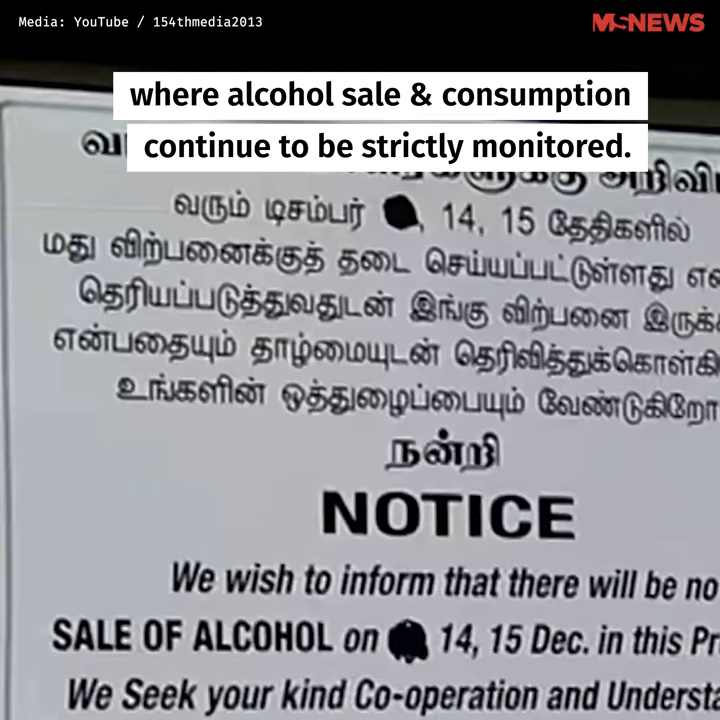 Media: YouTube / 154thmedia2013
MSNEWS
where alcohol sale & consumption
continue to be strictly monitored.
வரும் டிசம்பர் , 14, 15 தேதிகளில்
மது விற்பனைக்குத் தடை செய்யப்பட்டுள்ளது
தெரியப்படுத்துவதுடன் இங்கு விற்பனை
என்பதையும் தாழ்மையுடன்
உங்களின் ஒத்துழைப்பையும்
நன்றி
NOTICE
We wish to inform that there will be no
SALE OF ALCOHOL on 14, 15 Dec. in this
We Seek your kind Co-operation and